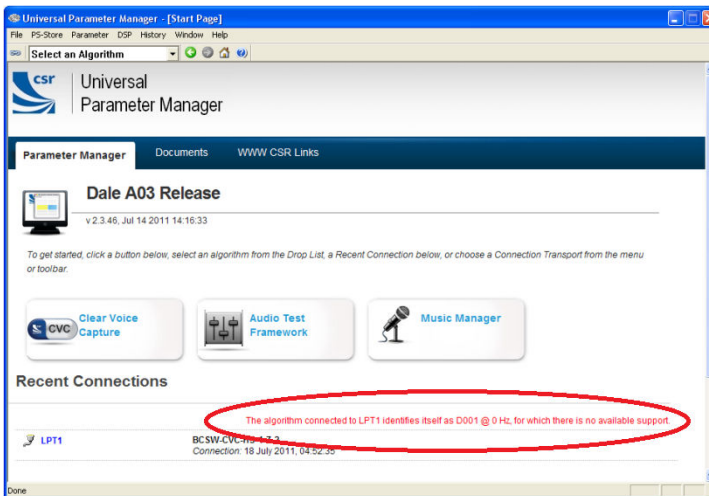 Universal Parameter Manager - [Start Page]
File PS-Store Parameter DSP History Window Help
Select an Algorithm
csr
Universal
Parameter Manager
Parameter Manager Documents WWW CSR Links
Dale A03 Release
v 2.3.46, Jul 14 2011 14:16:33
To get started, click a button below, select an algorithm from the Drop List, a Recent Connection below, or choose a Connection Transport from the menu
or toolbar.
CVC
Clear Voice
Capture
Audio Test
Framework
Music Manager
Recent Connections
The algorithm connected to LPT1 identifies itself as D001 @ 0 Hz, for which there is no available support.
LPT1
Connection: 18 July 2011, 04:52:35
Done